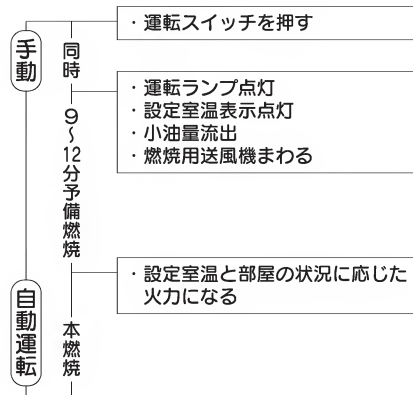 ・運転スイッチを押す
手動
同時
・運転ランプ点灯
・設定室温表示点灯
・小油量流出
・燃焼用送風機まわる
9〜12分予備燃焼
・設定室温と部屋の状況に応じた
火力になる
自動運転
本燃焼